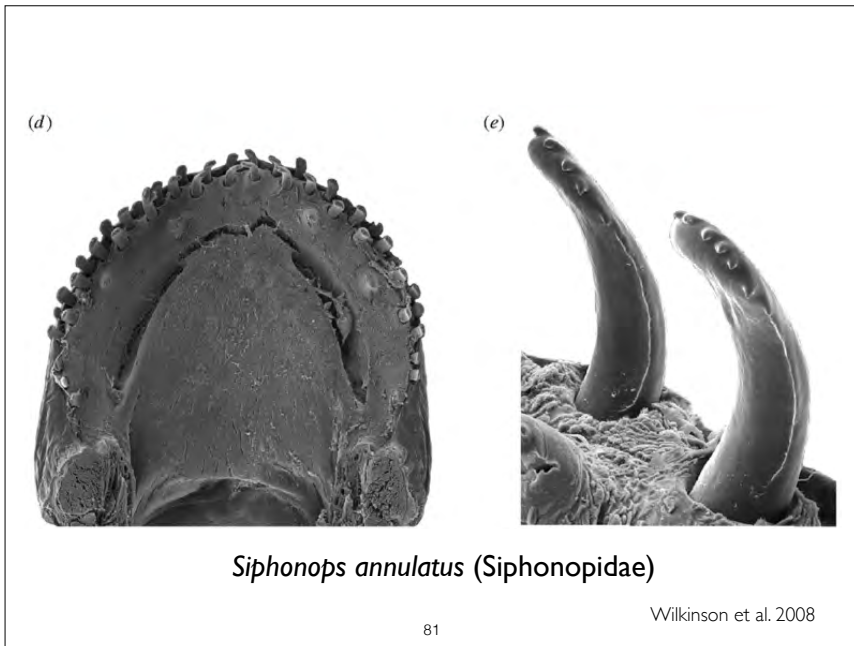 (d)
(e)
Siphonops annulatus (Siphonopidae)
Wilkinson et al. 2008
81